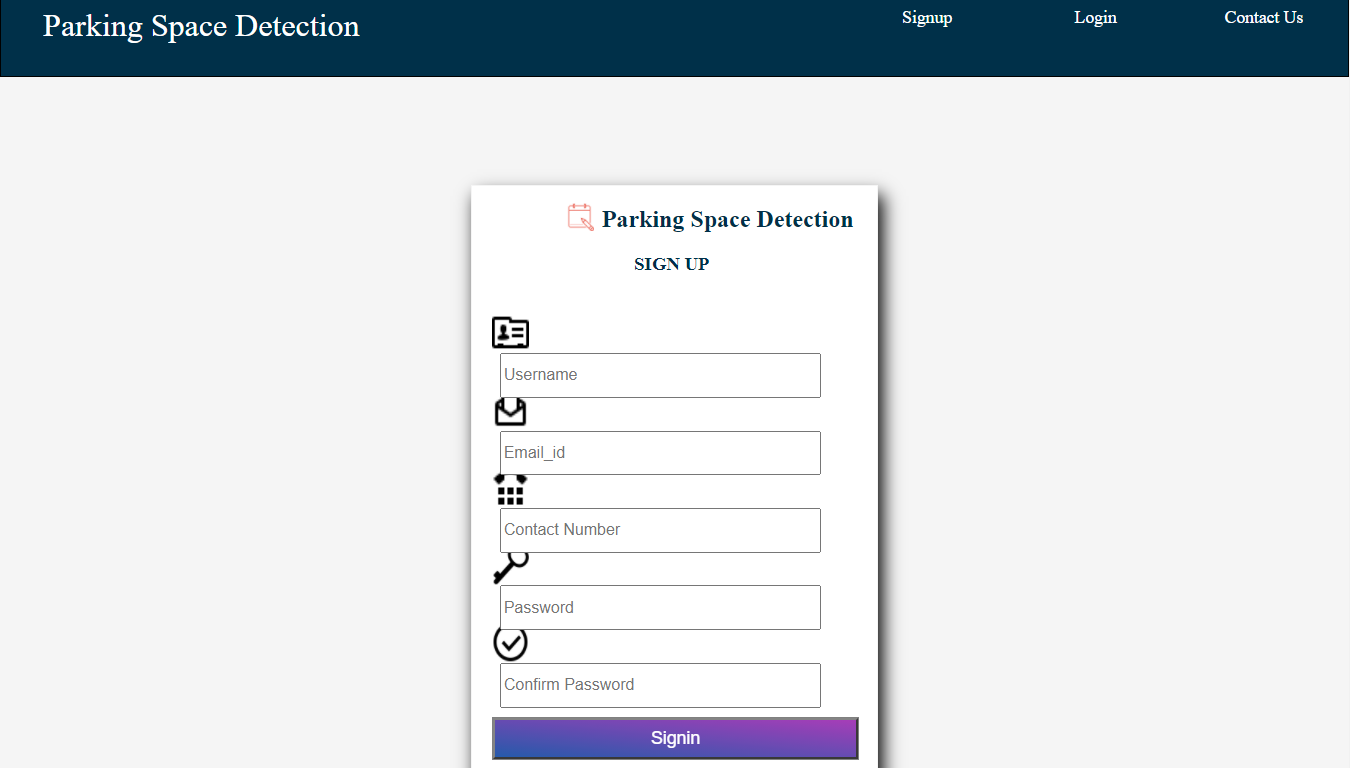 Parking Space Detection
Signup
Login
Contact Us
Parking Space Detection
SIGN UP
Username
Email_id
Contact Number
Password
Confirm Password
Signin